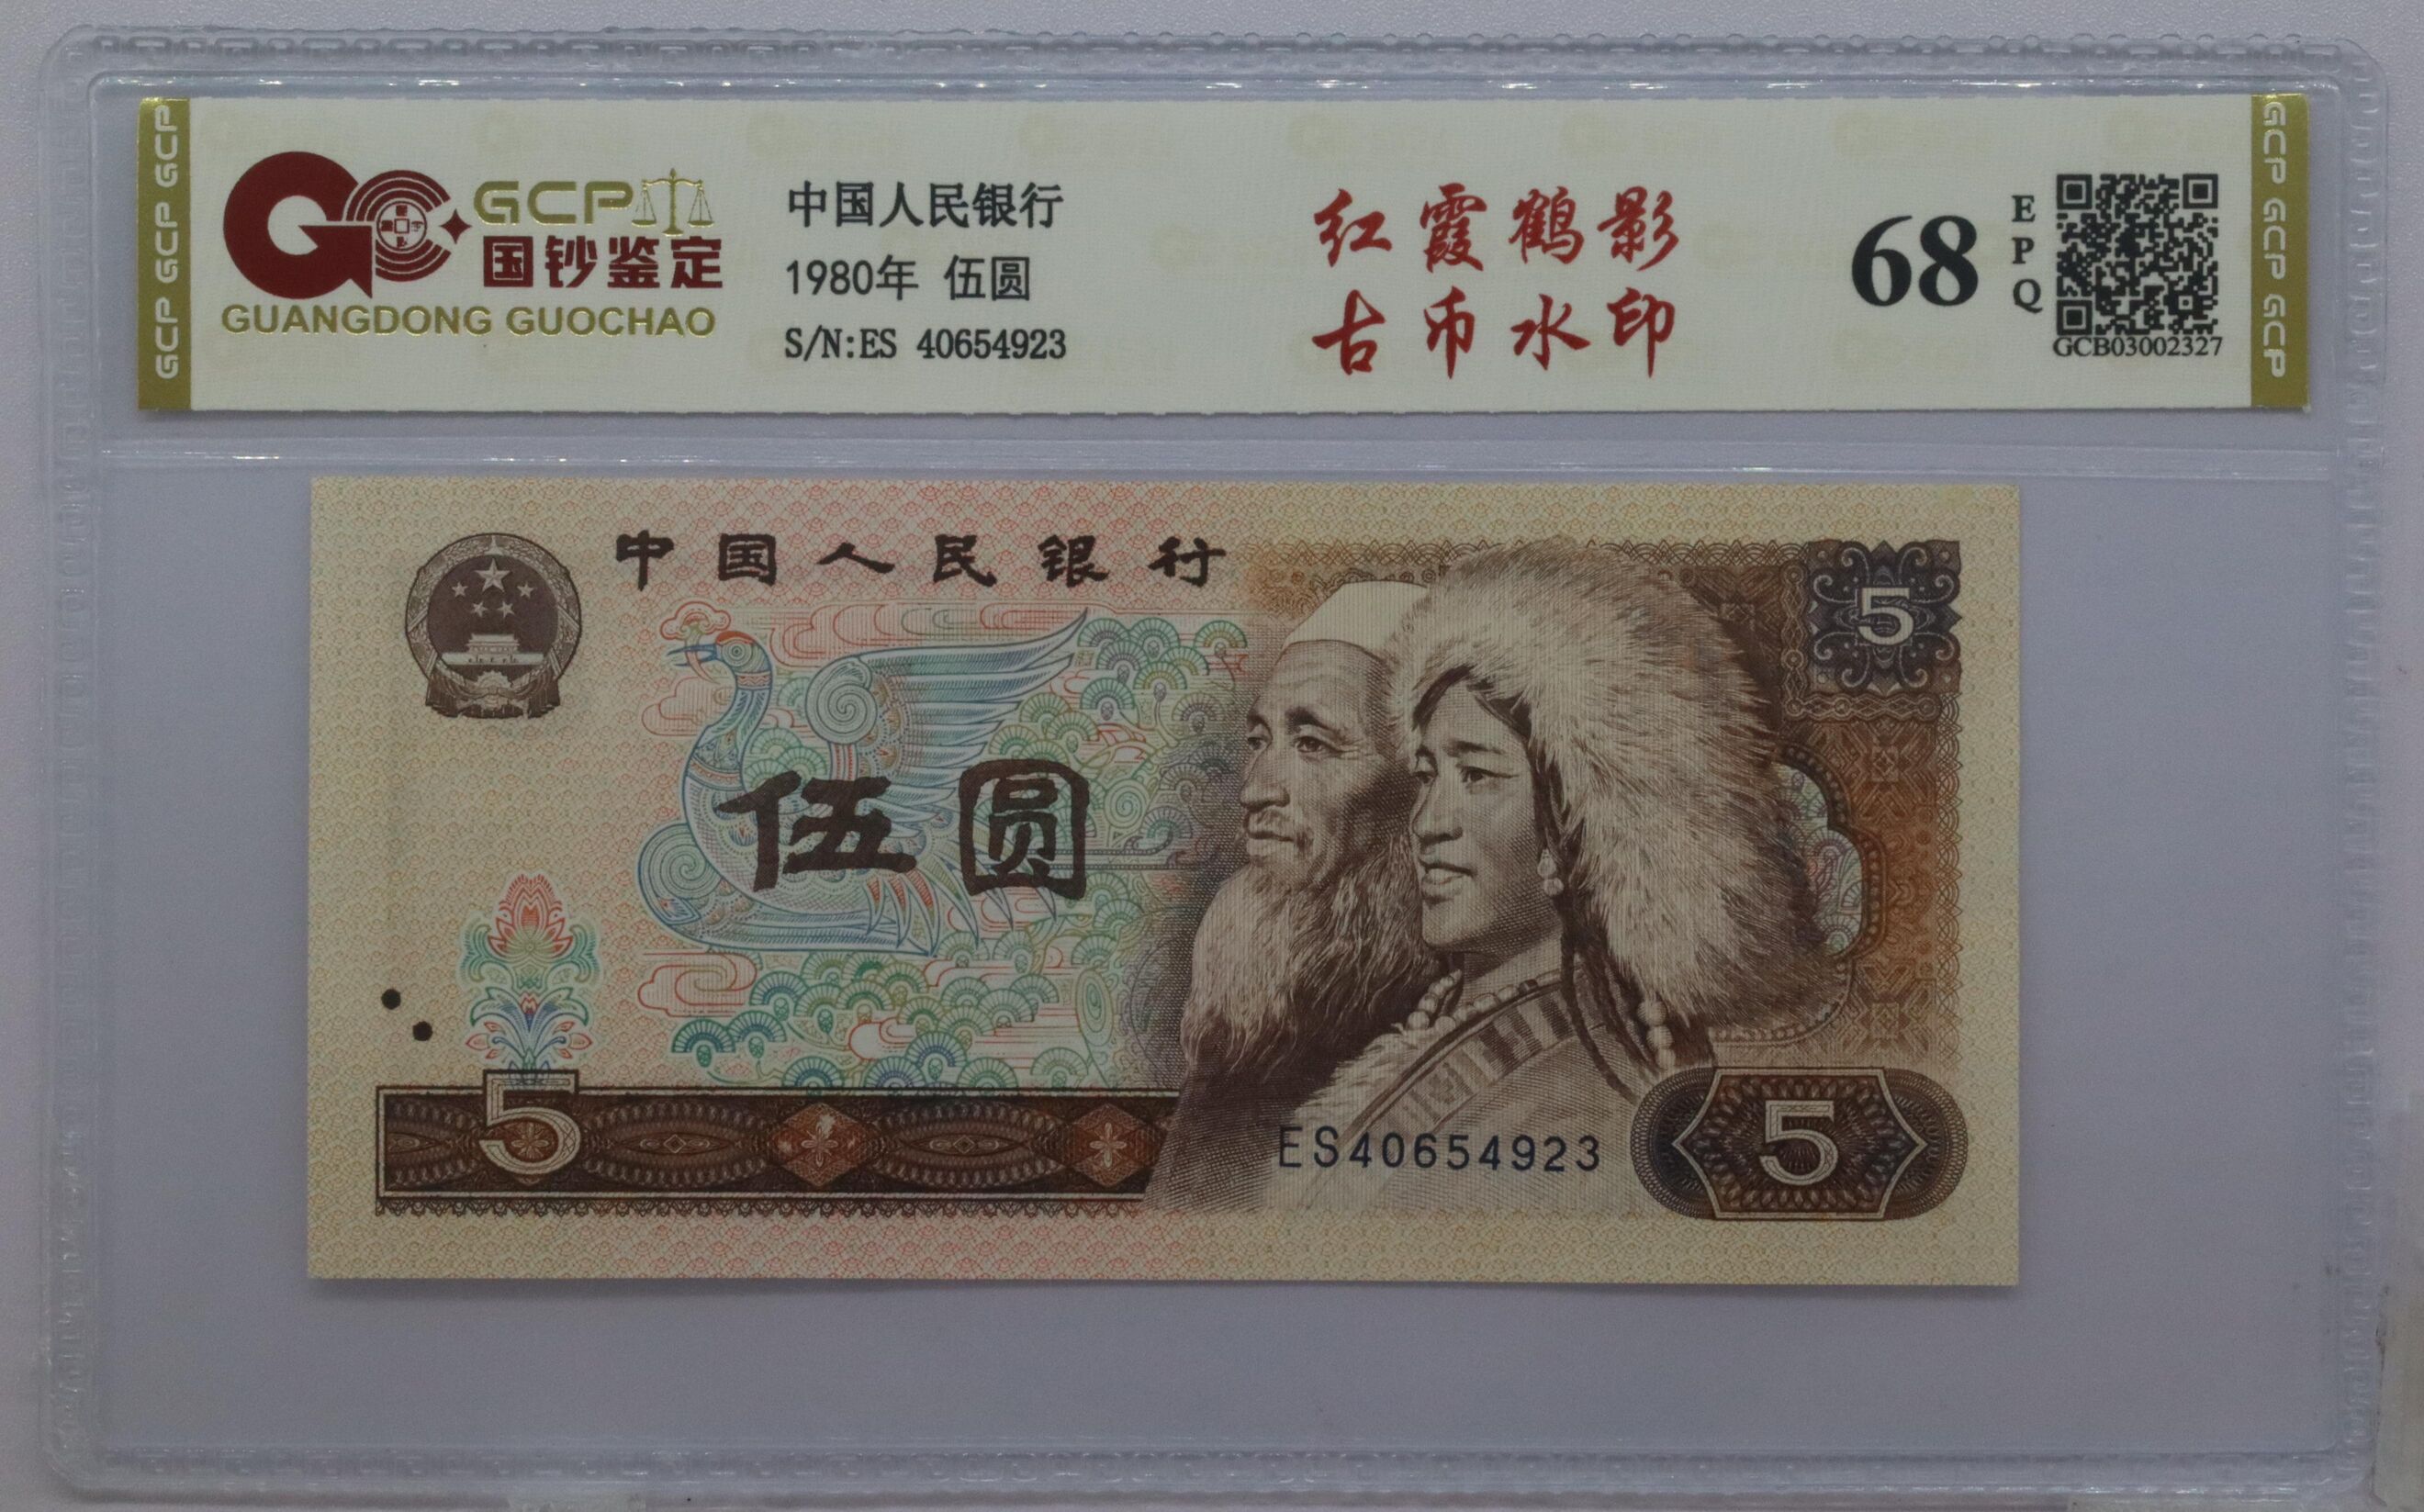 GCP GCP GCP
GCP
国钞鉴定
GUANGDONG GUOCHAO
中国人民银行
1980年 伍圆
S/N:ES 40654923
红霞鹤影
古币水印
68
EPQ
GCB03002327
GCP GCP GCP
中国人民银行
5
伍圆
5
ES40654923
5